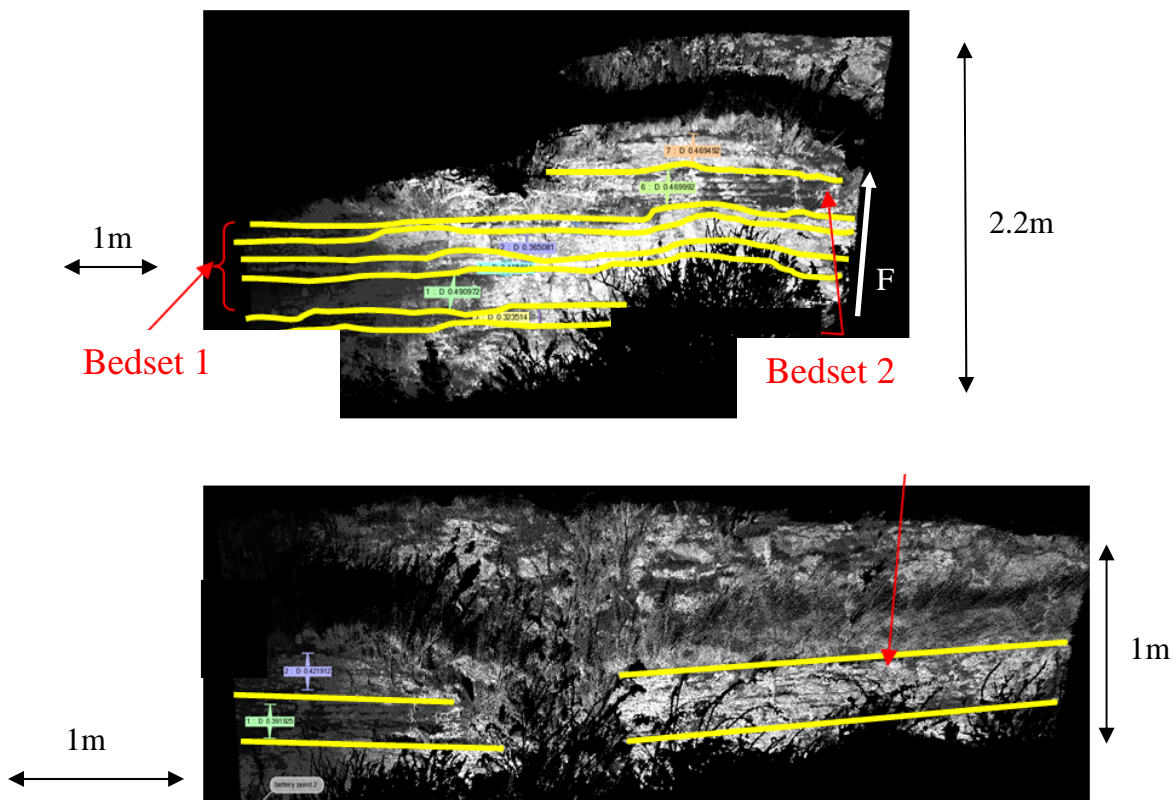 7 : D 0.469492
6 : D 0.469992
2.2m
1m
2 : D 0.365081
F
1 : D 0.490972
0.323514
Bedset 1
Bedset 2
2 : D 0.421912
1m
1 : D 0.391925
1m
battery point 2